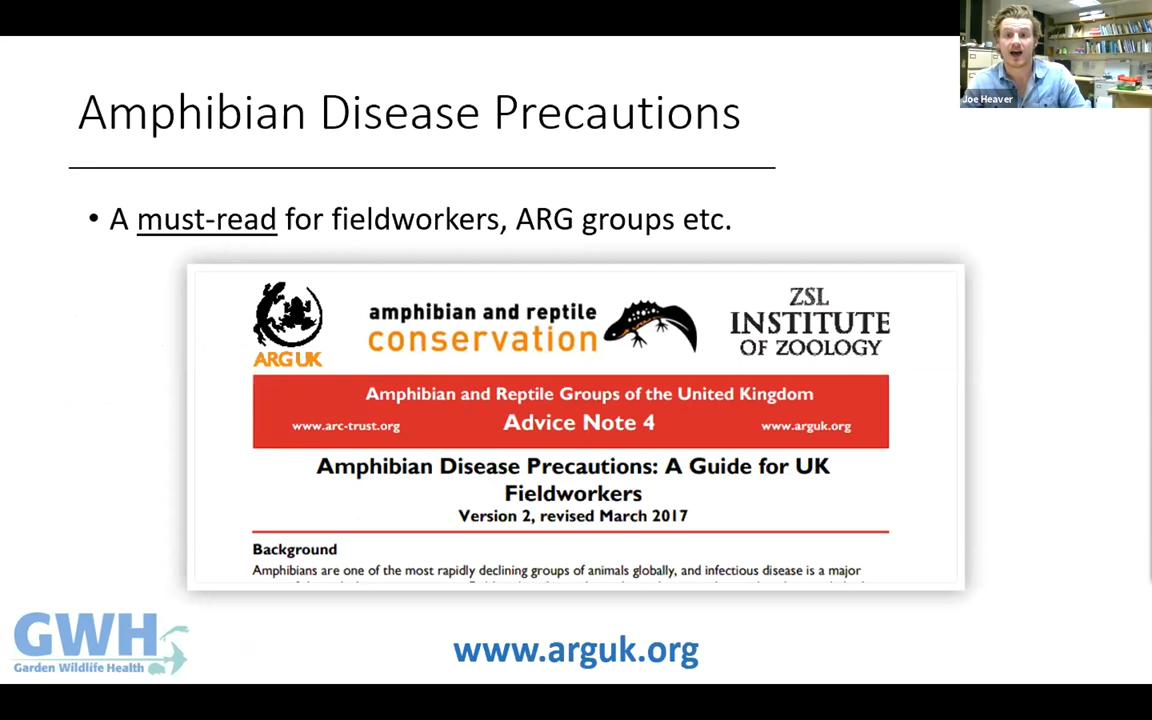 Joe Heaver
Amphibian Disease Precautions
• A must-read for fieldworkers, ARG groups etc.
ARG UK
amphibian and reptile
conservation
ZSL
INSTITUTE
OF ZOOLOGY
Amphibian and Reptile Groups of the United Kingdom
www.arc-trust.org
Advice Note 4
www.arguk.org
Amphibian Disease Precautions: A Guide for UK
Fieldworkers
Version 2, revised March 2017
Background
Amphibians are one of the most rapidly declining groups of animals globally, and infectious disease is a major
GWH
Garden Wildlife Health
www.arguk.org